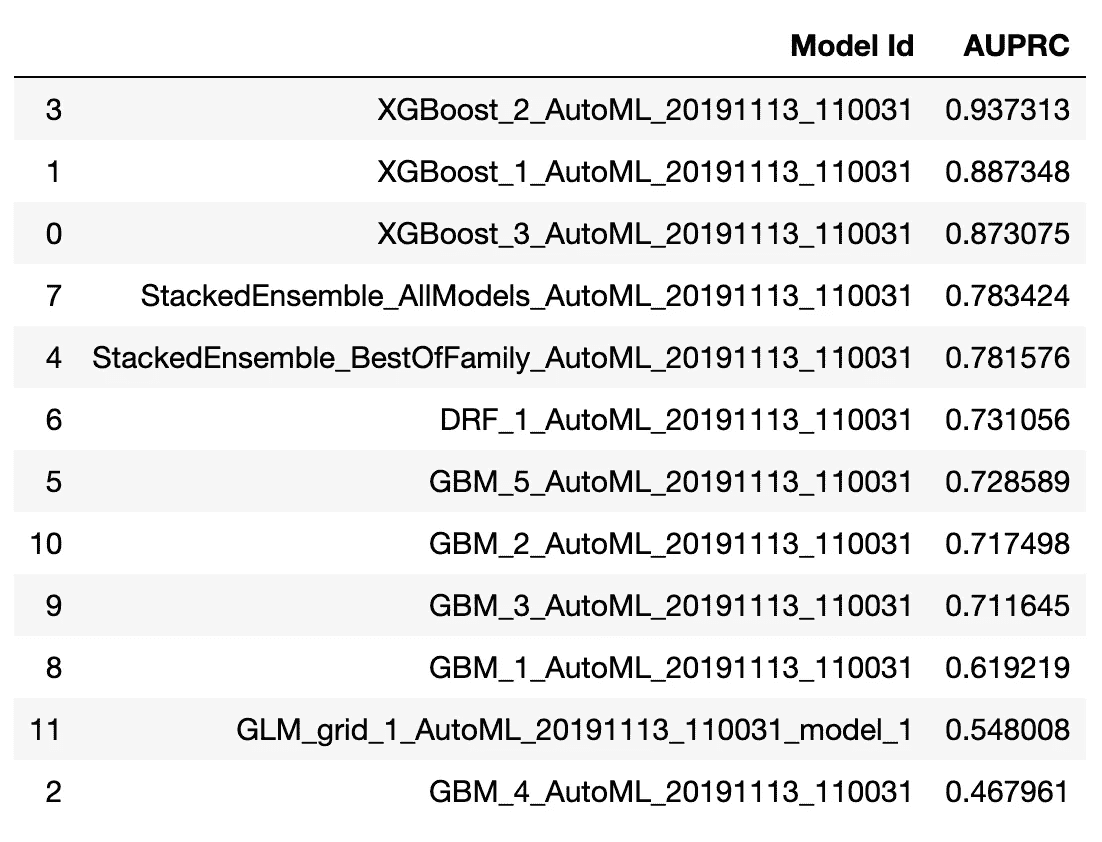 Model Id AUPRC
3 XGBoost_2_AutoML_20191113_110031 0.937313
1 XGBoost_1_AutoML_20191113_110031 0.887348
0 XGBoost_3_AutoML_20191113_110031 0.873075
7 StackedEnsemble_AllModels_AutoML_20191113_110031 0.783424
4 StackedEnsemble_BestOfFamily_AutoML_20191113_110031 0.781576
6 DRF_1_AutoML_20191113_110031 0.731056
5 GBM_5_AutoML_20191113_110031 0.728589
10 GBM_2_AutoML_20191113_110031 0.717498
9 GBM_3_AutoML_20191113_110031 0.711645
8 GBM_1_AutoML_20191113_110031 0.619219
11 GLM_grid_1_AutoML_20191113_110031_model_1 0.548008
2 GBM_4_AutoML_20191113_110031 0.467961